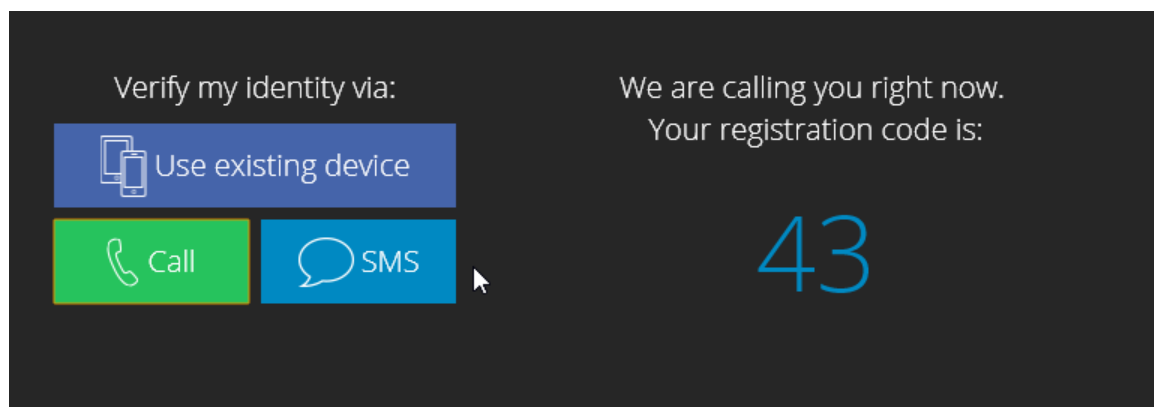 Verify my identity via:
Use existing device
Call
SMS
We are calling you right now.
Your registration code is:
43